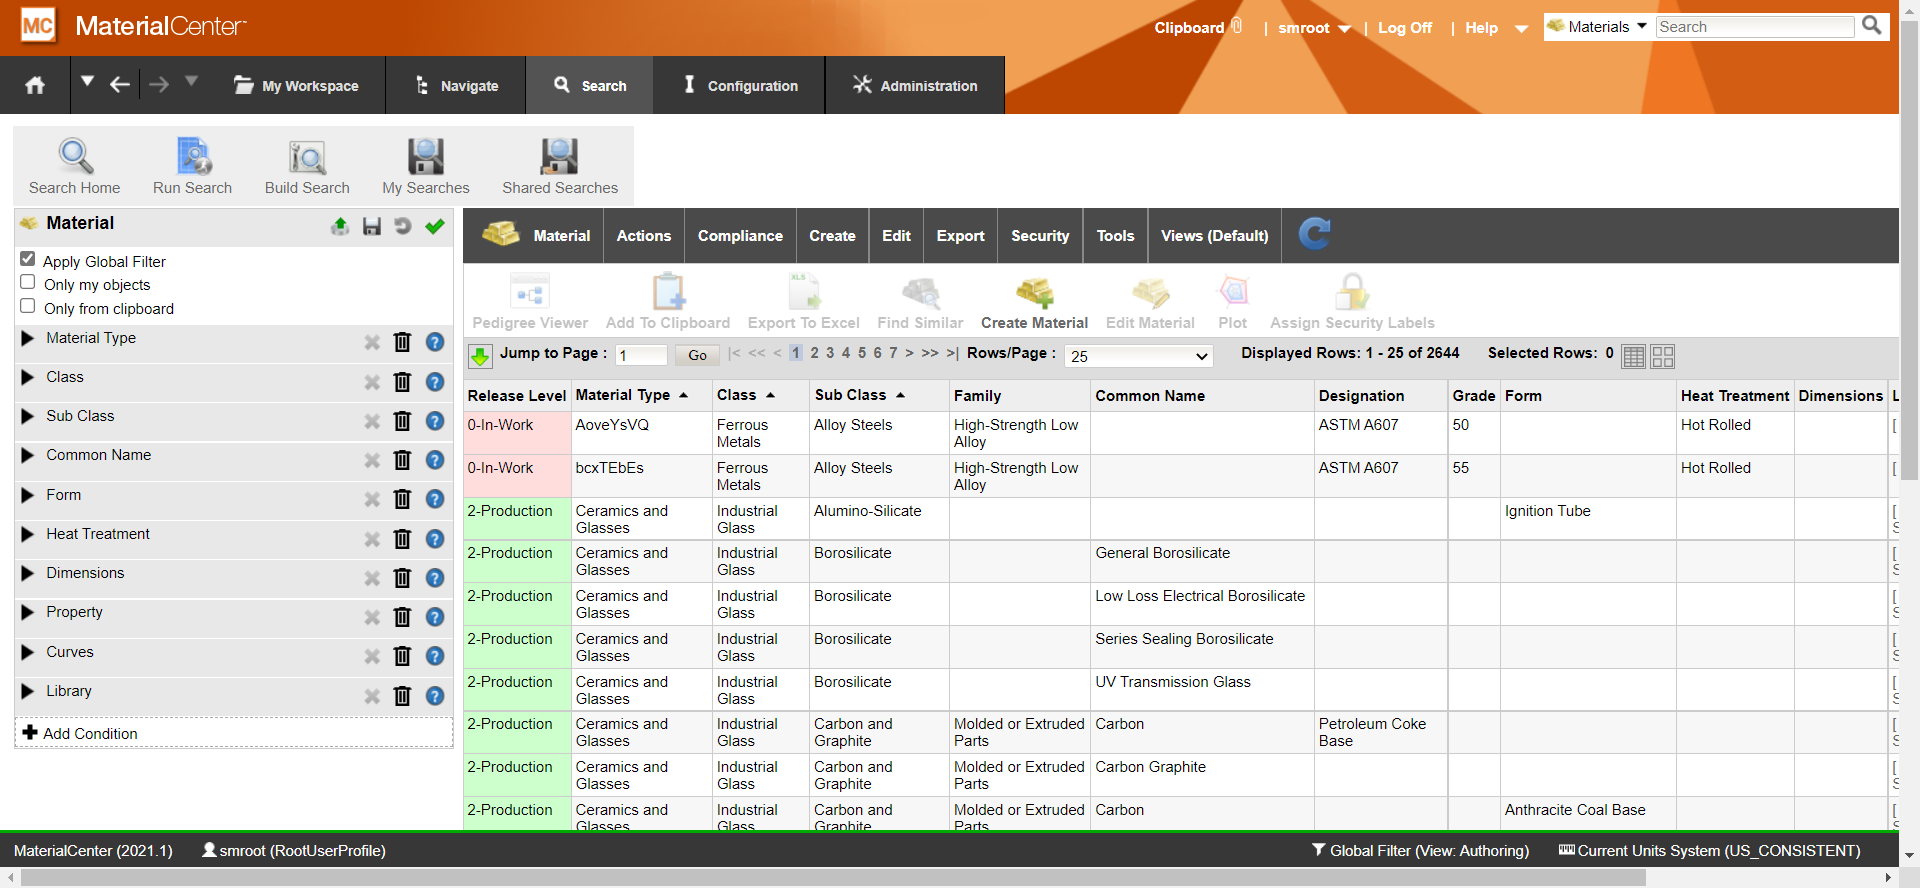 MC MaterialCenter™
Clipboard | smroot | Log Off | Help Materials Search
My Workspace Navigate Search Configuration Administration
Search Home Run Search Build Search My Searches Shared Searches
Material
Apply Global Filter
Only my objects
Only from clipboard
Material Type
Class
Sub Class
Common Name
Form
Heat Treatment
Dimensions
Property
Curves
Library
Add Condition
Material Actions Compliance Create Edit Export Security Tools Views (Default)
Pedigree Viewer Add To Clipboard Export To Excel Find Similar Create Material Edit Material Plot Assign Security Labels
Jump to Page : 1 Go |< << < 1 2 3 4 5 6 7 > >> >| Rows/Page : 25 Displayed Rows: 1 - 25 of 2644 Selected Rows: 0
Release Level Material Type Class Sub Class Family Common Name Designation Grade Form Heat Treatment Dimensions L
0-In-Work AoveYsVQ Ferrous Metals Alloy Steels High-Strength Low Alloy ASTM A607 50 Hot Rolled [
0-In-Work bcxTEbEs Ferrous Metals Alloy Steels High-Strength Low Alloy ASTM A607 55 Hot Rolled [
2-Production Ceramics and Glasses Industrial Glass Alumino-Silicate Ignition Tube [
2-Production Ceramics and Glasses Industrial Glass Borosilicate General Borosilicate [
2-Production Ceramics and Glasses Industrial Glass Borosilicate Low Loss Electrical Borosilicate [
2-Production Ceramics and Glasses Industrial Glass Borosilicate Series Sealing Borosilicate [
2-Production Ceramics and Glasses Industrial Glass Borosilicate UV Transmission Glass [
2-Production Ceramics and Glasses Industrial Glass Carbon and Graphite Molded or Extruded Parts Carbon Petroleum Coke Base [
2-Production Ceramics and Glasses Industrial Glass Carbon and Graphite Molded or Extruded Parts Carbon Graphite [
2-Production Ceramics and Glasses Industrial Glass Carbon and Graphite Molded or Extruded Parts Carbon Anthracite Coal Base [
MaterialCenter (2021.1) smroot (RootUserProfile) Global Filter (View: Authoring) Current Units System (US_CONSISTENT)